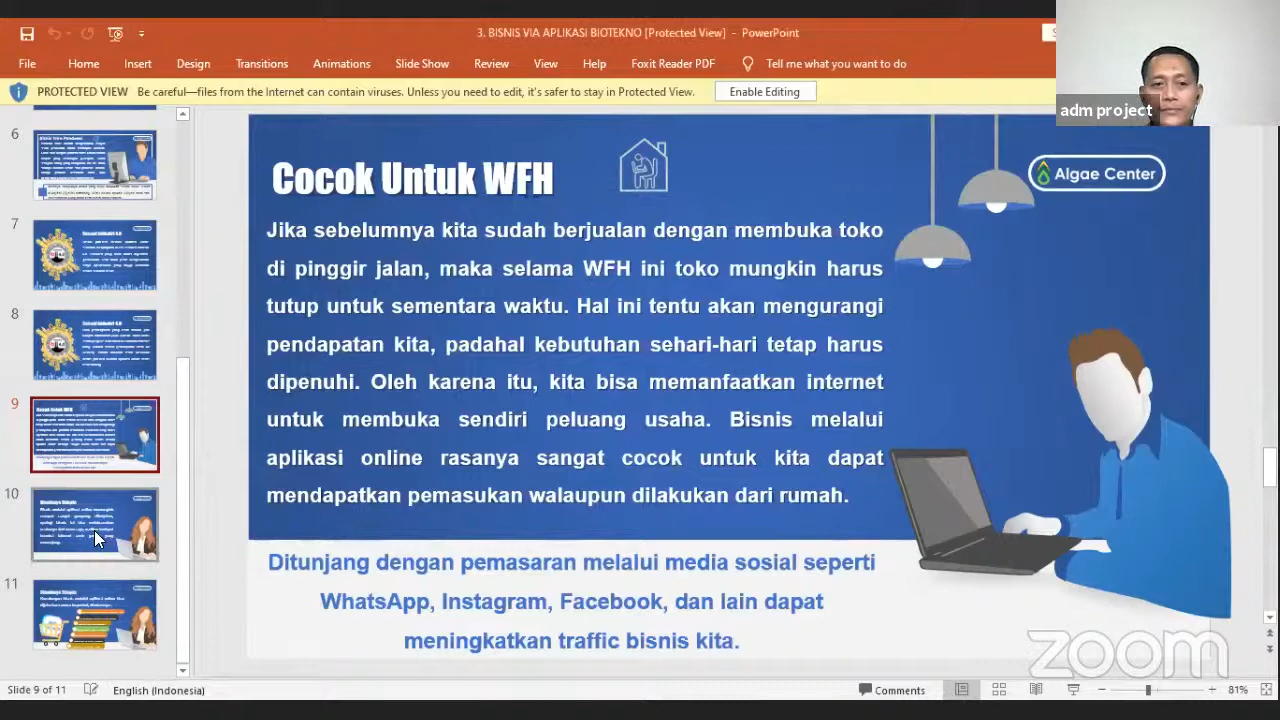 3. BISNIS VIA APLIKASI BIOTEKNO [Protected View] - PowerPoint
File Home Insert Design Transitions Animations Slide Show Review View Help Foxit Reader PDF Tell me what you want to do
PROTECTED VIEW Be careful—files from the Internet can contain viruses. Unless you need to edit, it's safer to stay in Protected View. Enable Editing
adm project
6
7
8
9
10
11
Cocok Untuk WFH
Algae Center
Jika sebelumnya kita sudah berjualan dengan membuka toko
di pinggir jalan, maka selama WFH ini toko mungkin harus
tutup untuk sementara waktu. Hal ini tentu akan mengurangi
pendapatan kita, padahal kebutuhan sehari-hari tetap harus
dipenuhi. Oleh karena itu, kita bisa memanfaatkan internet
untuk membuka sendiri peluang usaha. Bisnis melalui
aplikasi online rasanya sangat cocok untuk kita dapat
mendapatkan pemasukan walaupun dilakukan dari rumah.
Ditunjang dengan pemasaran melalui media sosial seperti
WhatsApp, Instagram, Facebook, dan lain dapat
meningkatkan traffic bisnis kita.
zoom
Slide 9 of 11 English (Indonesia) Comments 81%